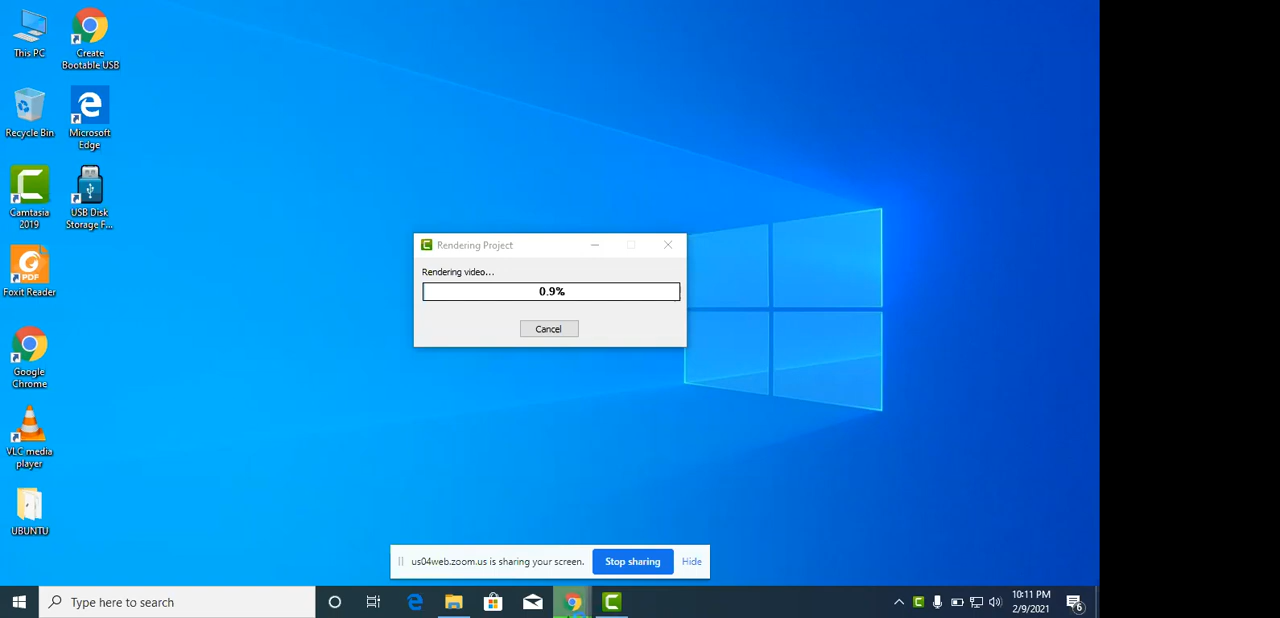 This PC
Create
Bootable USB
Recycle Bin
Microsoft
Edge
Camtasia
2019
USB Disk
Storage F...
PDF
Foxit Reader
Google
Chrome
VLC media
player
UBUNTU
Rendering Project
Rendering video...
0.9%
Cancel
us04web.zoom.us is sharing your screen.
Stop sharing
Hide
Type here to search
10:11 PM
2/9/2021
6